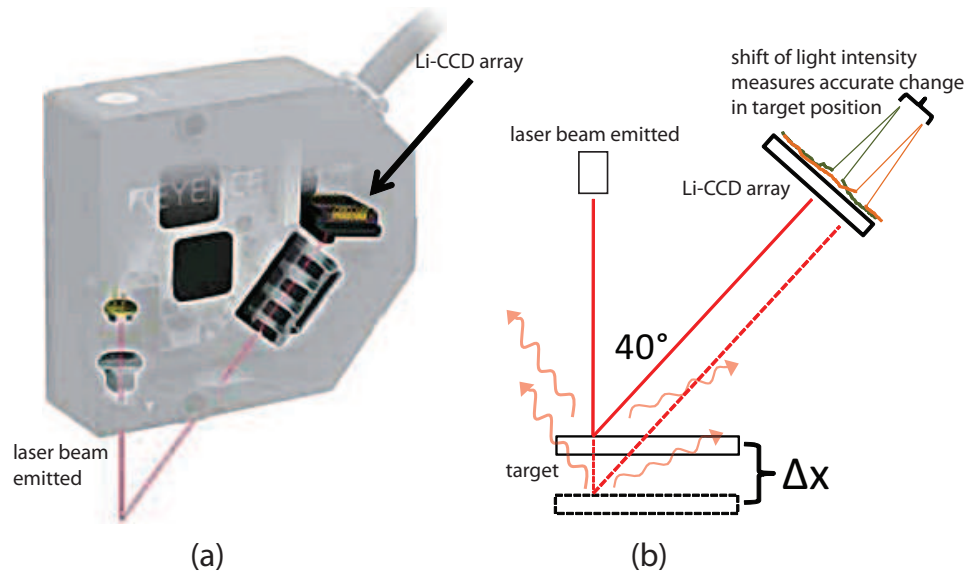 Li-CCD array
KEYENCE
laser beam
emitted
(a)
shift of light intensity
measures accurate change
in target position
laser beam emitted
Li-CCD array
40°
target
Δx
(b)